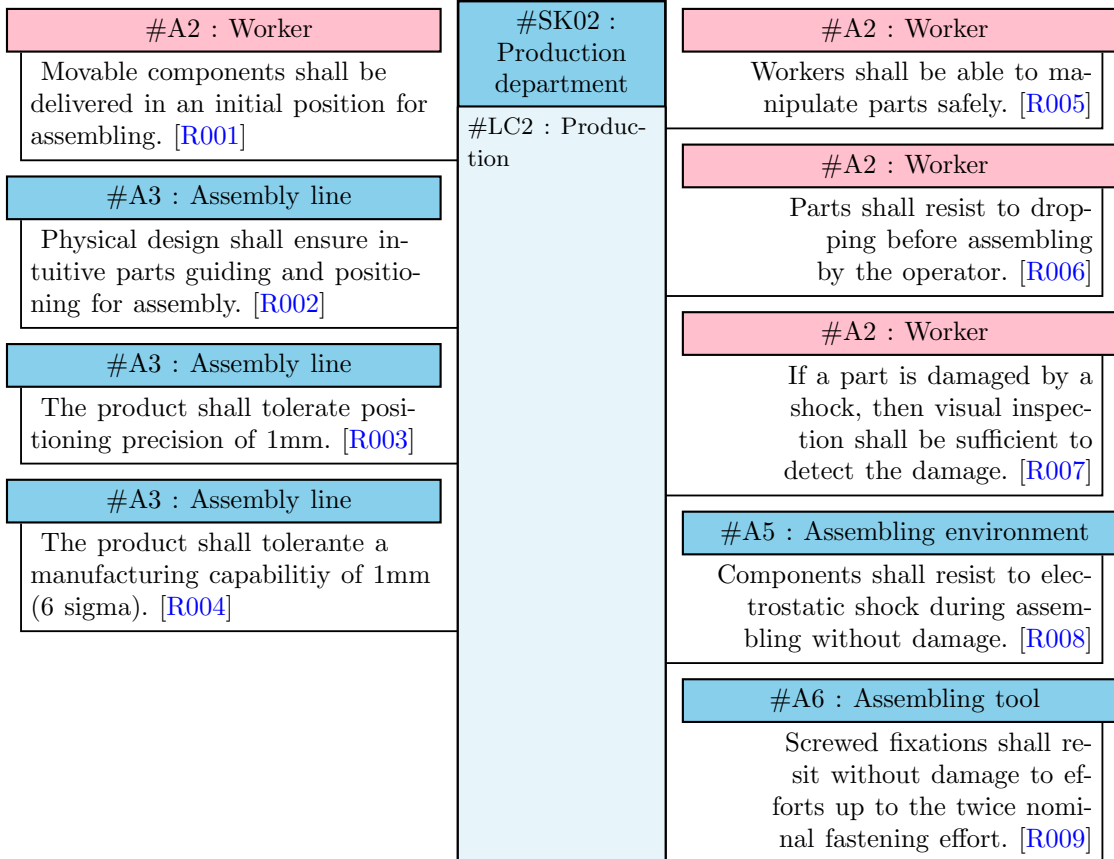 #A2 : Worker
Movable components shall be
delivered in an initial position for
assembling. [R001]
#A3 : Assembly line
Physical design shall ensure in-
tuitive parts guiding and positio-
ning for assembly. [R002]
#A3 : Assembly line
The product shall tolerate posi-
tioning precision of 1mm. [R003]
#A3 : Assembly line
The product shall tolerante a
manufacturing capabilitiy of 1mm
(6 sigma). [R004]
#SK02 :
Production
department
#LC2 : Produc-
tion
#A2 : Worker
Workers shall be able to ma-
nipulate parts safely. [R005]
#A2 : Worker
Parts shall resist to drop-
ping before assembling
by the operator. [R006]
#A2 : Worker
If a part is damaged by a
shock, then visual inspec-
tion shall be sufficient to
detect the damage. [R007]
#A5 : Assembling environment
Components shall resist to elec-
trostatic shock during assem-
bling without damage. [R008]
#A6 : Assembling tool
Screwed fixations shall re-
sit without damage to ef-
forts up to the twice nomi-
nal fastening effort. [R009]